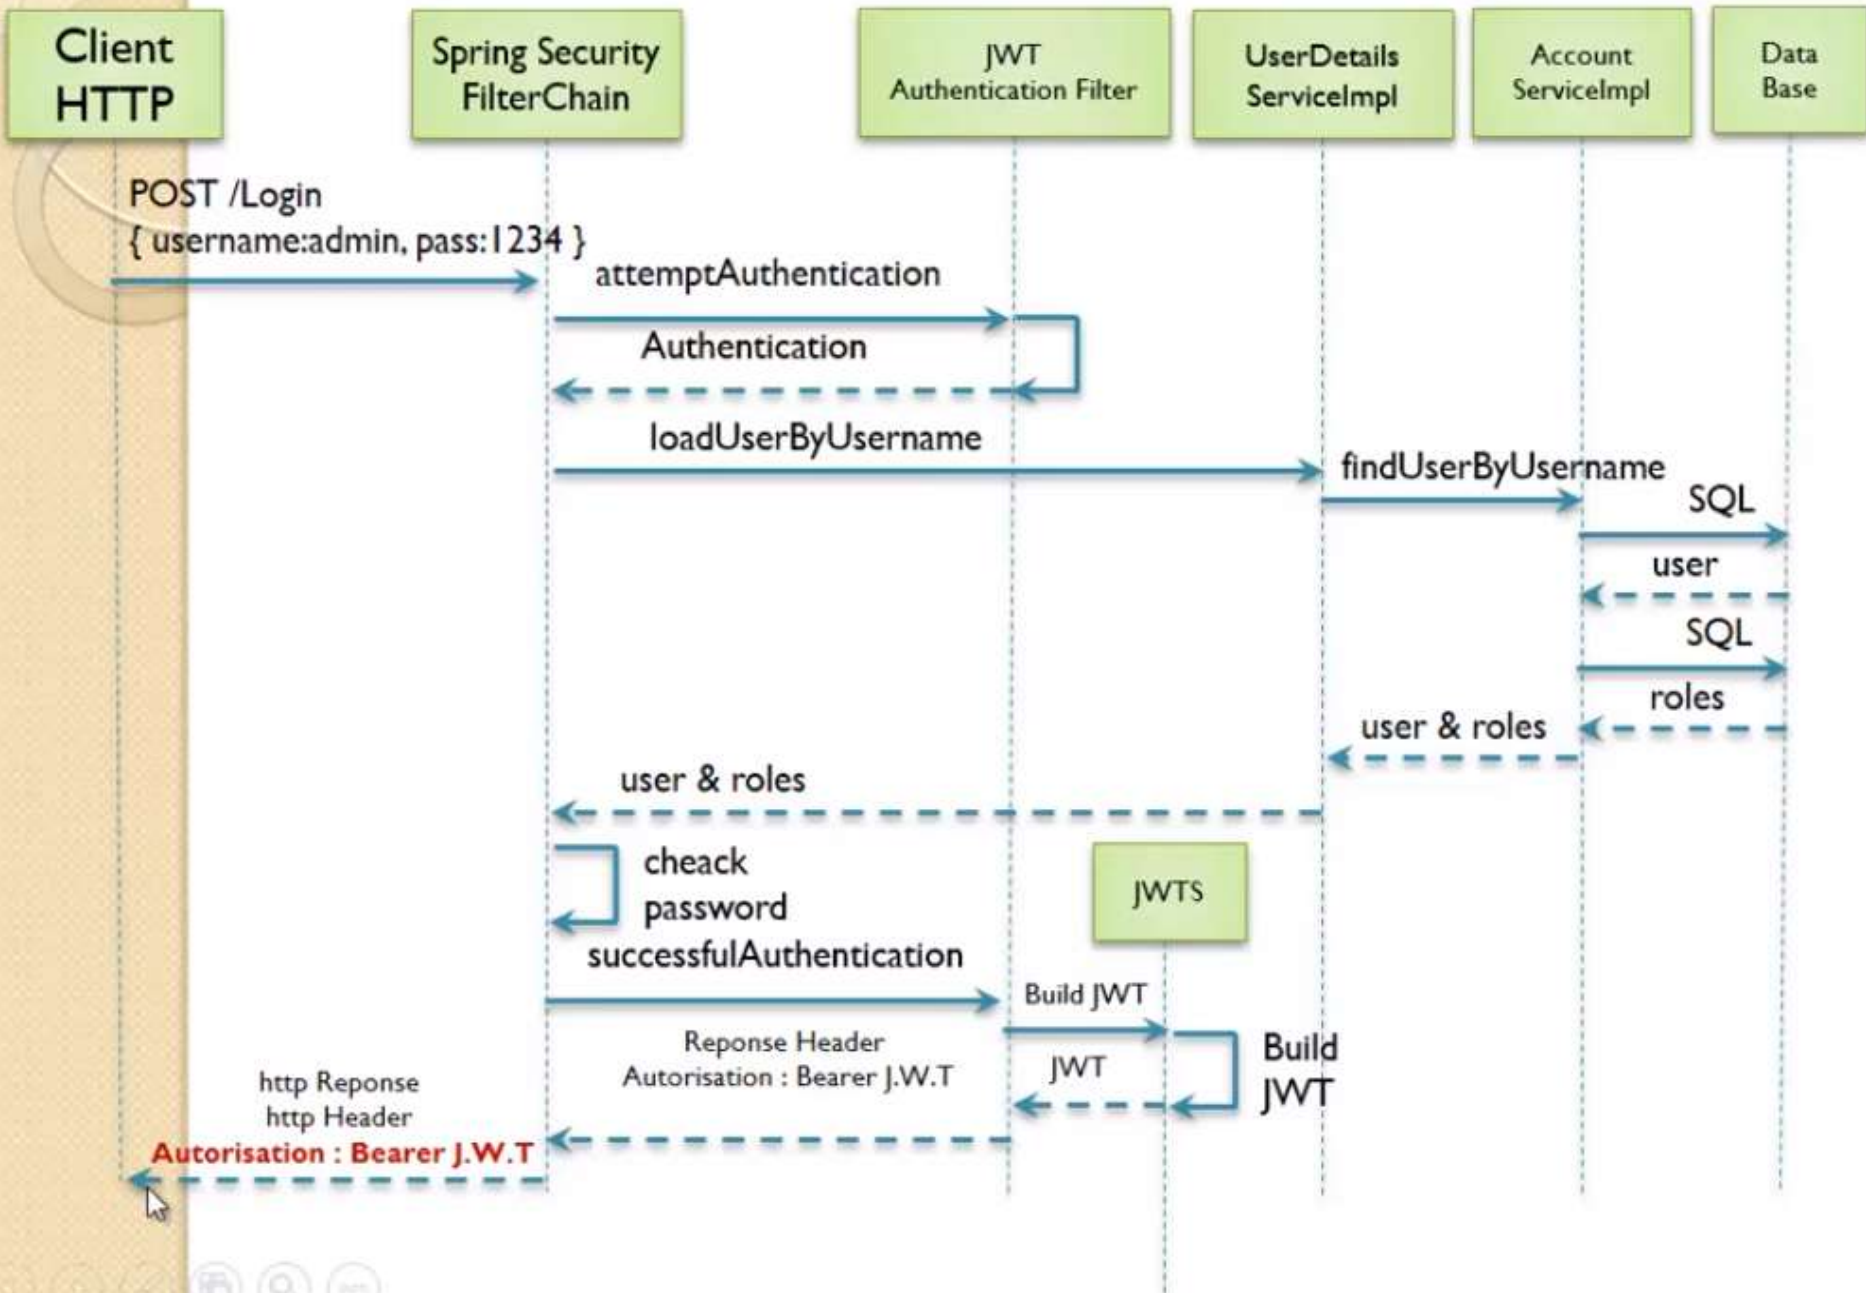 Client
HTTP
Spring Security
FilterChain
JWT
Authentication Filter
UserDetails
ServiceImpl
Account
ServiceImpl
Data
Base
POST /Login
{ username:admin, pass:1234 }
attemptAuthentication
Authentication
loadUserByUsername
findUserByUsername
SQL
user
SQL
roles
user & roles
user & roles
cheack
password
JWTS
successfulAuthentication
Build JWT
Build
JWT
JWT
Reponse Header
Autorisation : Bearer J.W.T
http Reponse
http Header
Autorisation : Bearer J.W.T